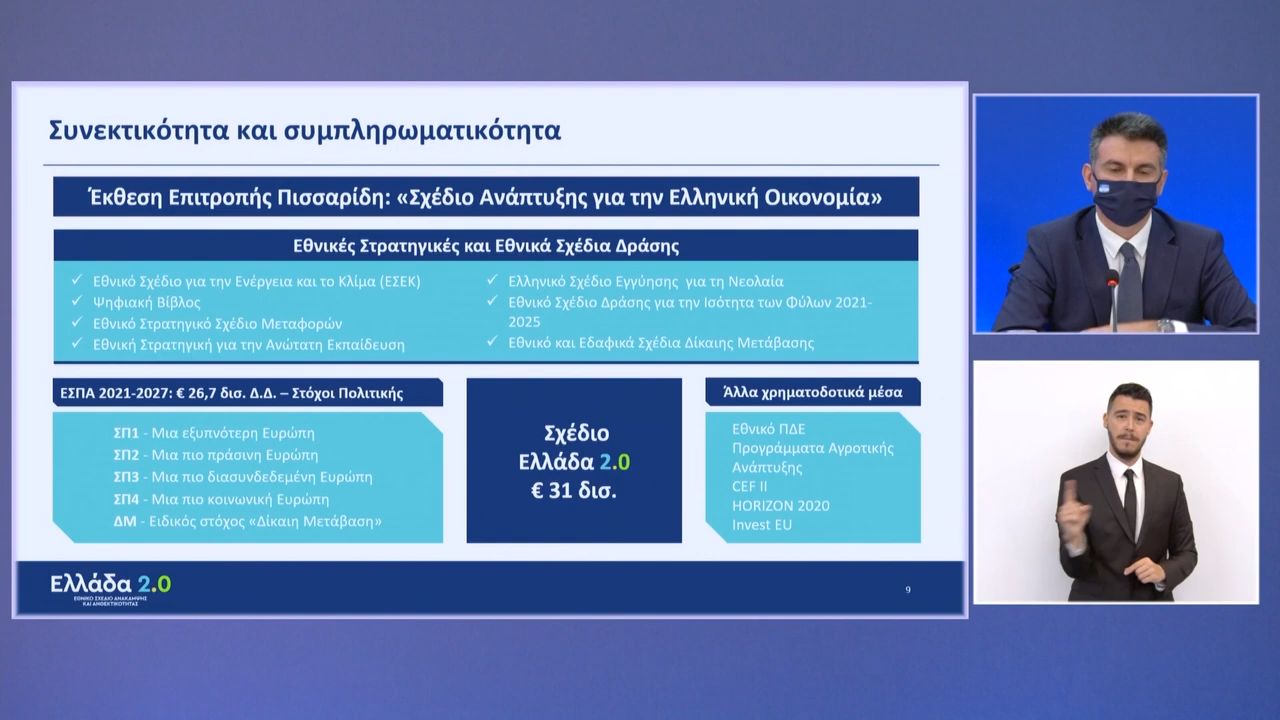 Συνεκτικότητα και συμπληρωματικότητα
Έκθεση Επιτροπής Πισσαρίδη: «Σχέδιο Ανάπτυξης για την Ελληνική Οικονομία»
Εθνικές Στρατηγικές και Εθνικά Σχέδια Δράσης
✓ Εθνικό Σχέδιο για την Ενέργεια και το Κλίμα (ΕΣΕΚ)
✓ Ψηφιακή Βίβλος
✓ Εθνικό Στρατηγικό Σχέδιο Μεταφορών
✓ Εθνική Στρατηγική για την Ανώτατη Εκπαίδευση
✓ Ελληνικό Σχέδιο Εγγύησης για τη Νεολαία
✓ Εθνικό Σχέδιο Δράσης για την Ισότητα των Φύλων 2021-
2025
✓ Εθνικό και Εδαφικά Σχέδια Δίκαιης Μετάβασης
ΕΣΠΑ 2021-2027: € 26,7 δισ. Δ.Δ. – Στόχοι Πολιτικής
ΣΠ1 - Μια εξυπνότερη Ευρώπη
ΣΠ2 - Μια πιο πράσινη Ευρώπη
ΣΠ3 - Μια πιο διασυνδεδεμένη Ευρώπη
ΣΠ4 - Μια πιο κοινωνική Ευρώπη
ΔΜ - Ειδικός στόχος «Δίκαιη Μετάβαση»
Σχέδιο
Ελλάδα 2.0
€ 31 δισ.
Άλλα χρηματοδοτικά μέσα
Εθνικό ΠΔΕ
Προγράμματα Αγροτικής
Ανάπτυξης
CEF II
HORIZON 2020
Invest EU
Ελλάδα 2.0
ΕΘΝΙΚΟ ΣΧΕΔΙΟ ΑΝΑΚΑΜΨΗΣ
ΚΑΙ ΑΝΘΕΚΤΙΚΟΤΗΤΑΣ
9